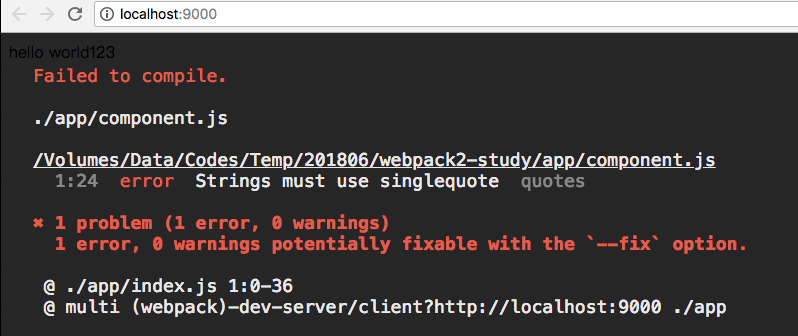 localhost:9000
hello world123
Failed to compile.
./app/component.js
/Volumes/Data/Codes/Temp/201806/webpack2-study/app/component.js
1:24  error  Strings must use singlequote  quotes
✖ 1 problem (1 error, 0 warnings)
1 error, 0 warnings potentially fixable with the `--fix` option.
@ ./app/index.js 1:0-36
@ multi (webpack)-dev-server/client?http://localhost:9000 ./app